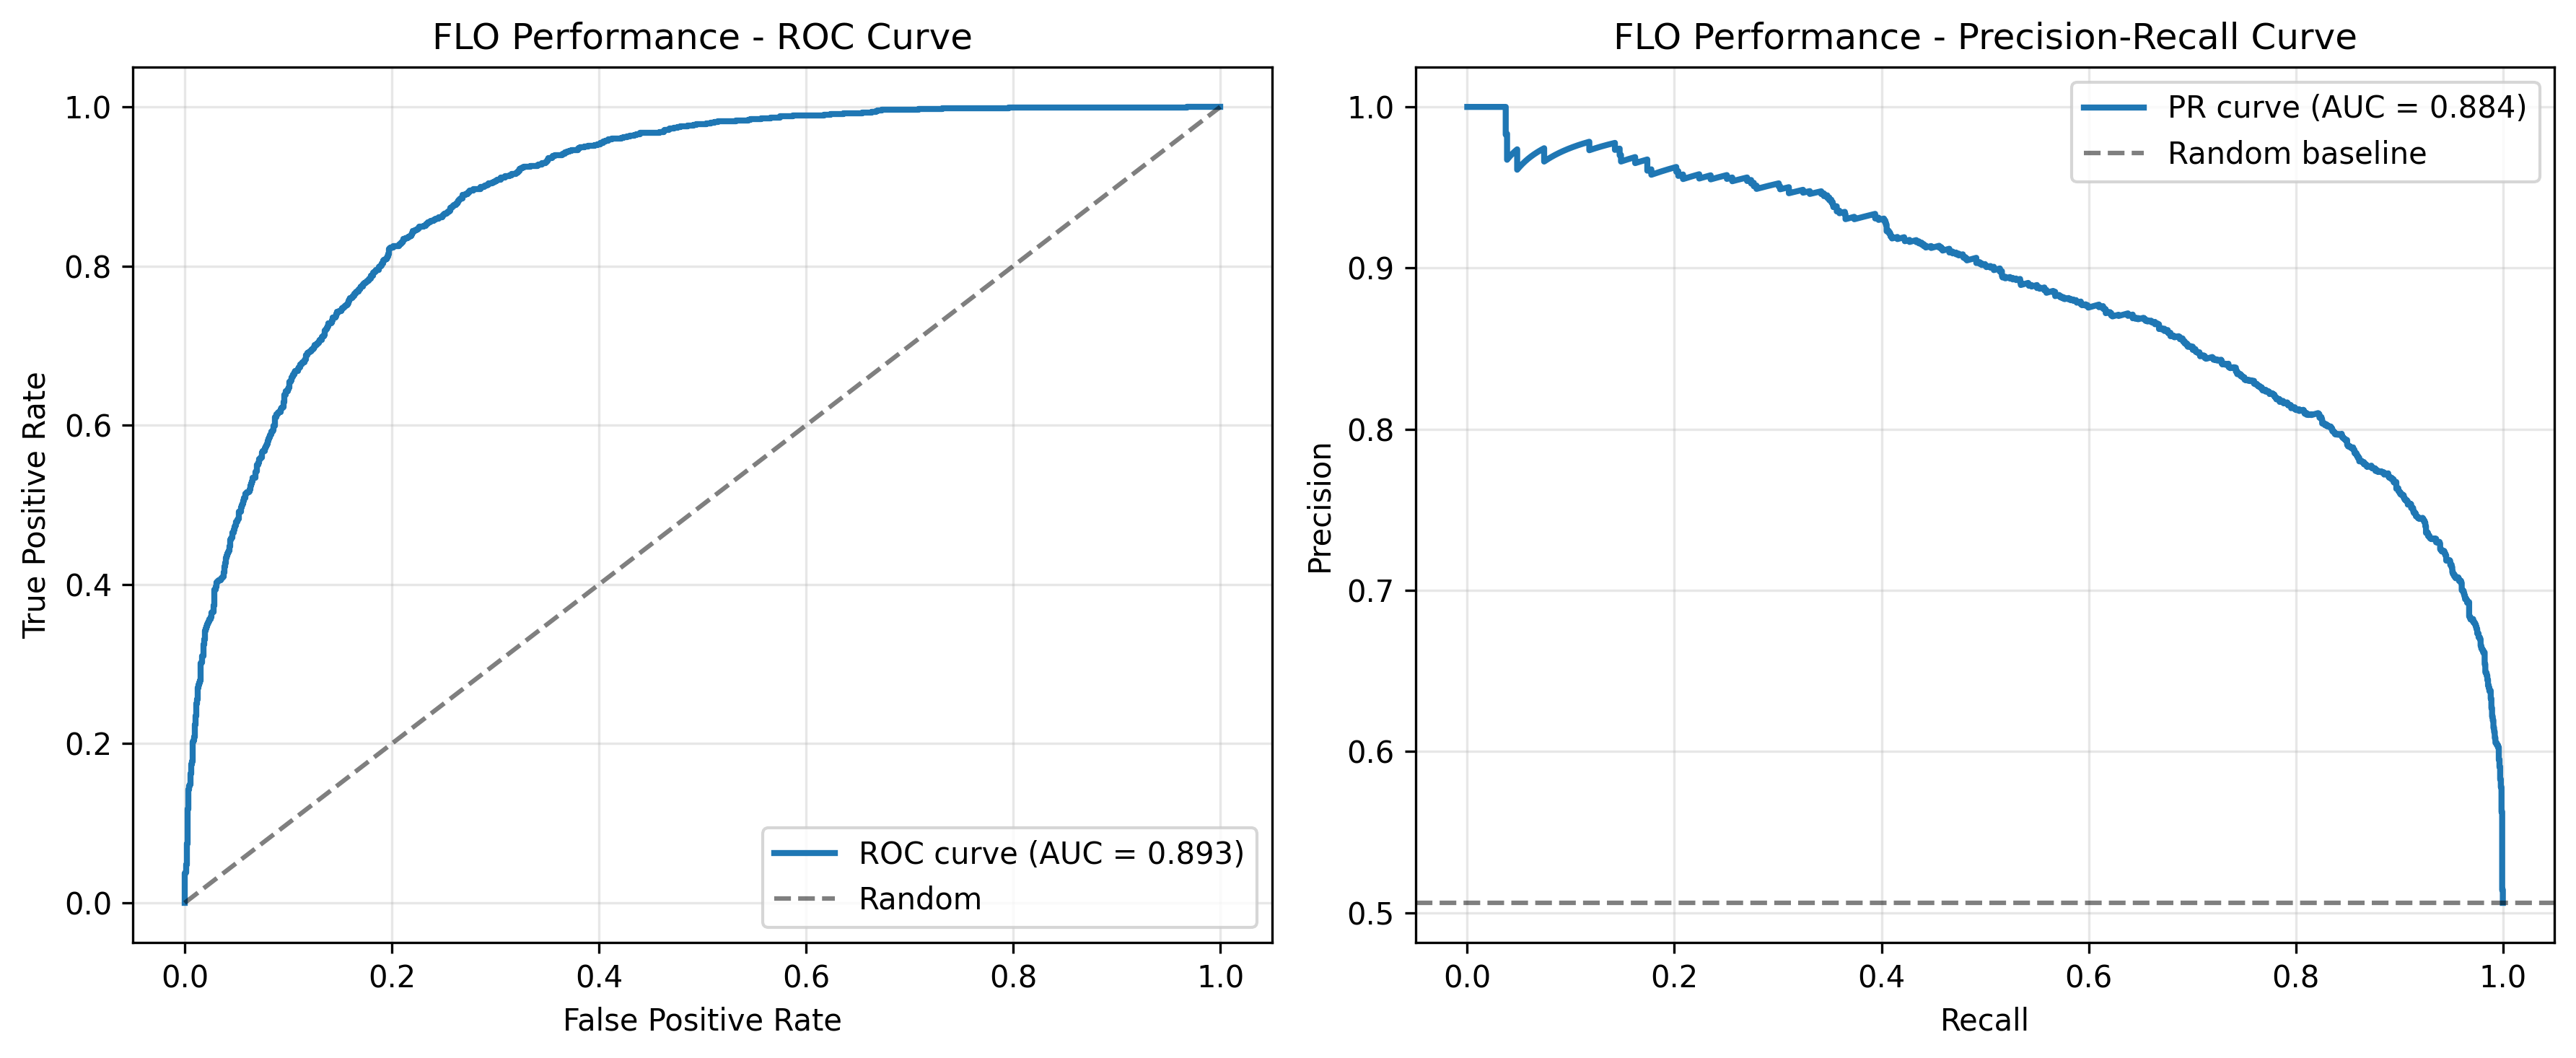 FLO Performance - ROC Curve
True Positive Rate
1.0
0.8
0.6
0.4
0.2
0.0
0.0 0.2 0.4 0.6 0.8 1.0
False Positive Rate
ROC curve (AUC = 0.893)
Random
FLO Performance - Precision-Recall Curve
Precision
1.0
0.9
0.8
0.7
0.6
0.5
0.0 0.2 0.4 0.6 0.8 1.0
Recall
PR curve (AUC = 0.884)
Random baseline